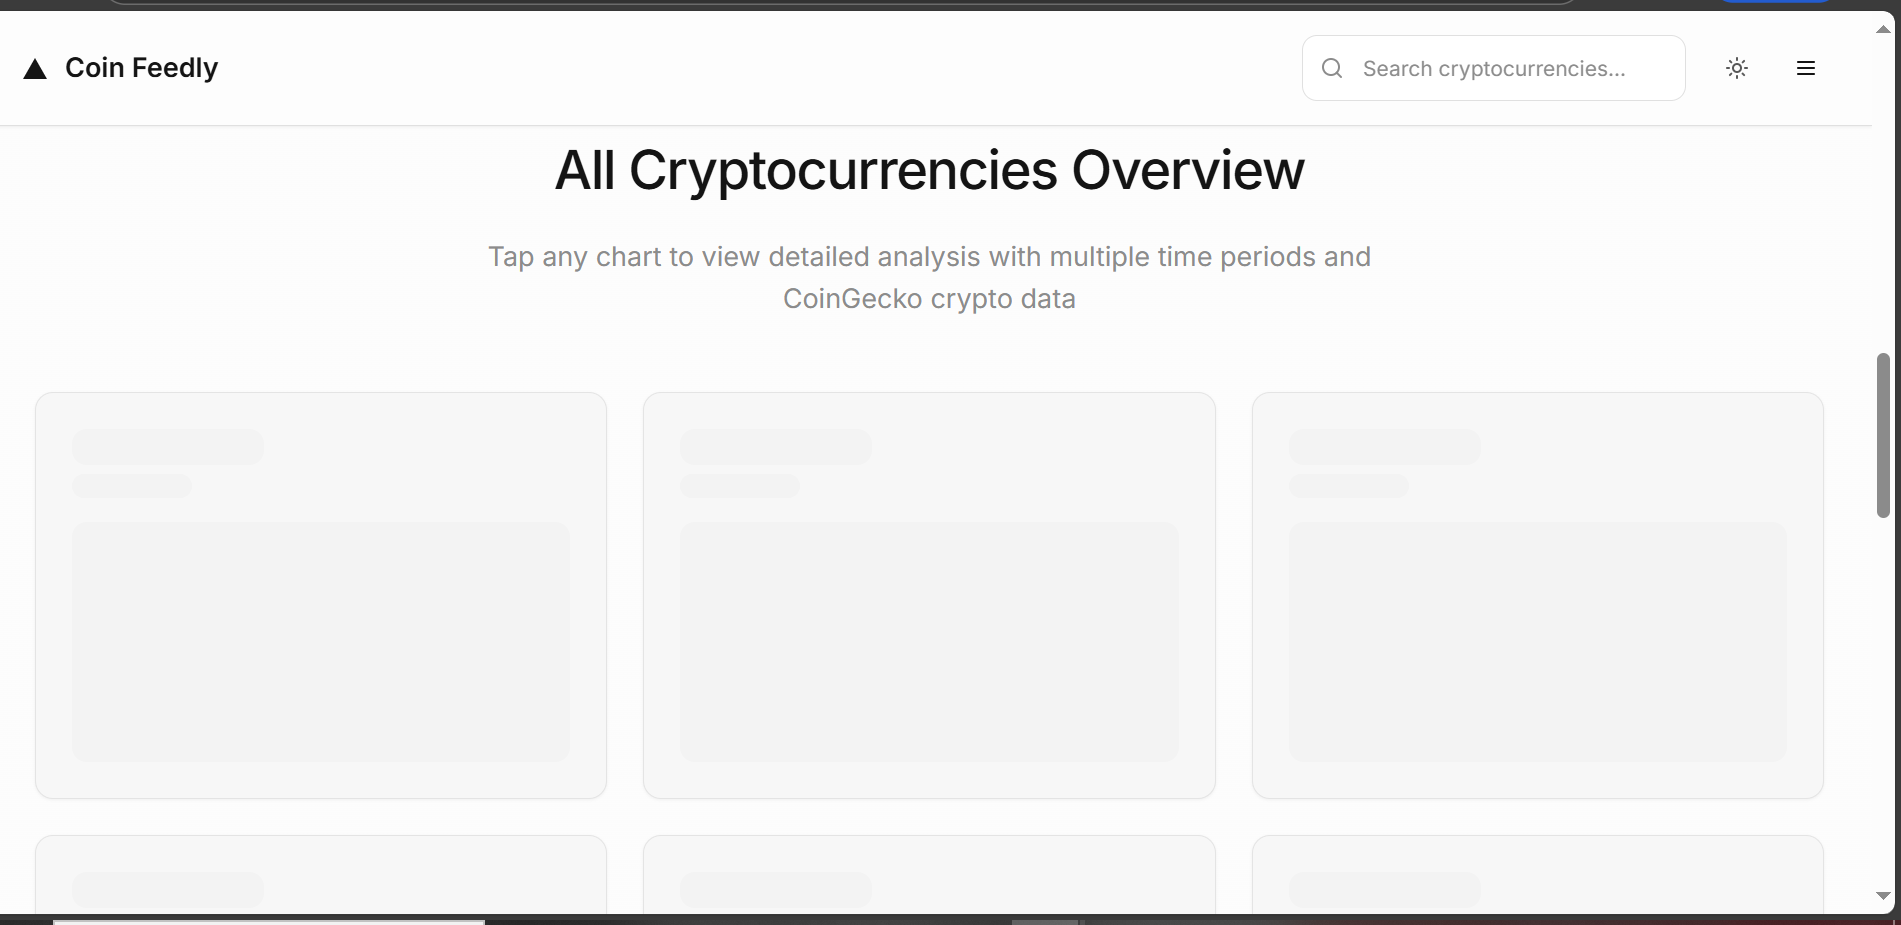 Coin Feedly
Search cryptocurrencies...
All Cryptocurrencies Overview
Tap any chart to view detailed analysis with multiple time periods and
CoinGecko crypto data